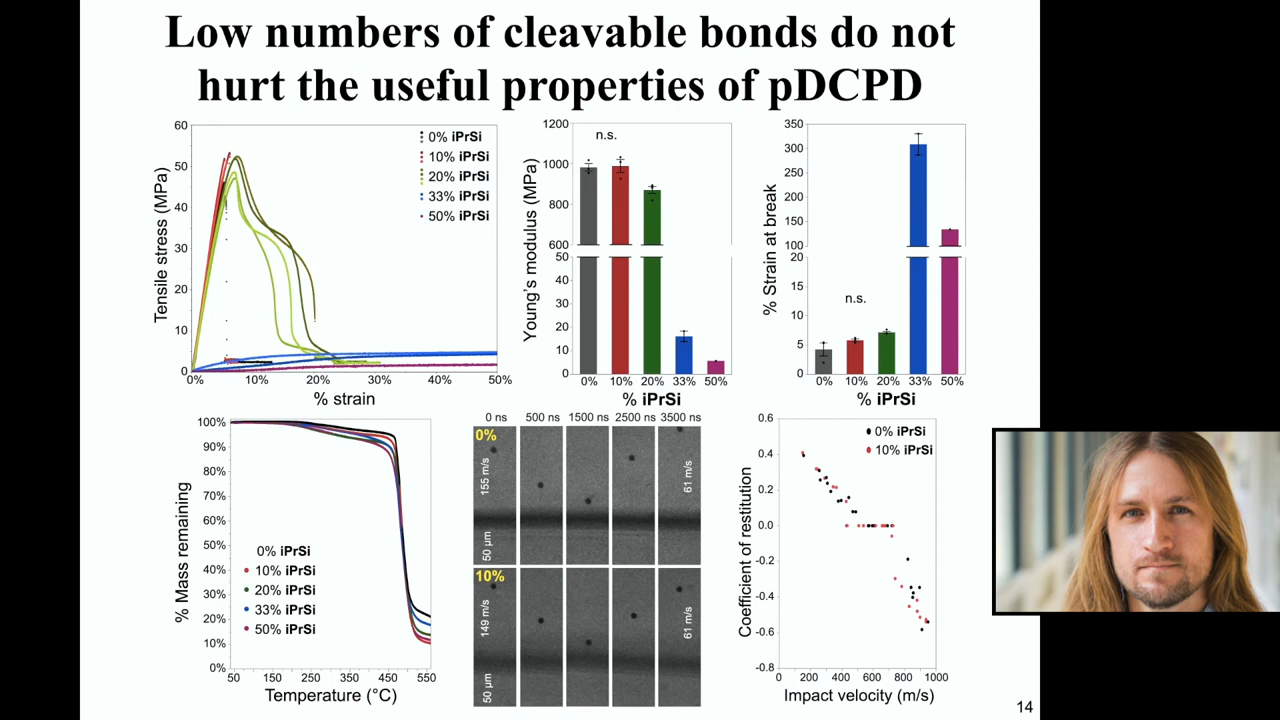 Low numbers of cleavable bonds do not
hurt the useful properties of pDCPD
60
50
40
30
20
10
0
Tensile stress (MPa)
0% iPrSi
10% iPrSi
20% iPrSi
33% iPrSi
50% iPrSi
0% 10% 20% 30% 40% 50%
% strain
1200
1000
800
600
50
40
30
20
10
0
Young's modulus (MPa)
n.s.
0% 10% 20% 33% 50%
% iPrSi
350
300
250
200
150
100
20
15
10
5
0
% Strain at break
n.s.
0% 10% 20% 33% 50%
% iPrSi
100%
90%
80%
70%
60%
50%
40%
30%
20%
10%
0%
% Mass remaining
0% iPrSi
10% iPrSi
20% iPrSi
33% iPrSi
50% iPrSi
50 150 250 350 450 550
Temperature (°C)
0 ns 500 ns 1500 ns 2500 ns 3500 ns
0%
155 m/s
61 m/s
50 µm
10%
149 m/s
61 m/s
50 µm
0.6
0.4
0.2
0.0
-0.2
-0.4
-0.6
-0.8
Coefficient of restitution
0% iPrSi
10% iPrSi
0 200 400 600 800 1000
Impact velocity (m/s)
14